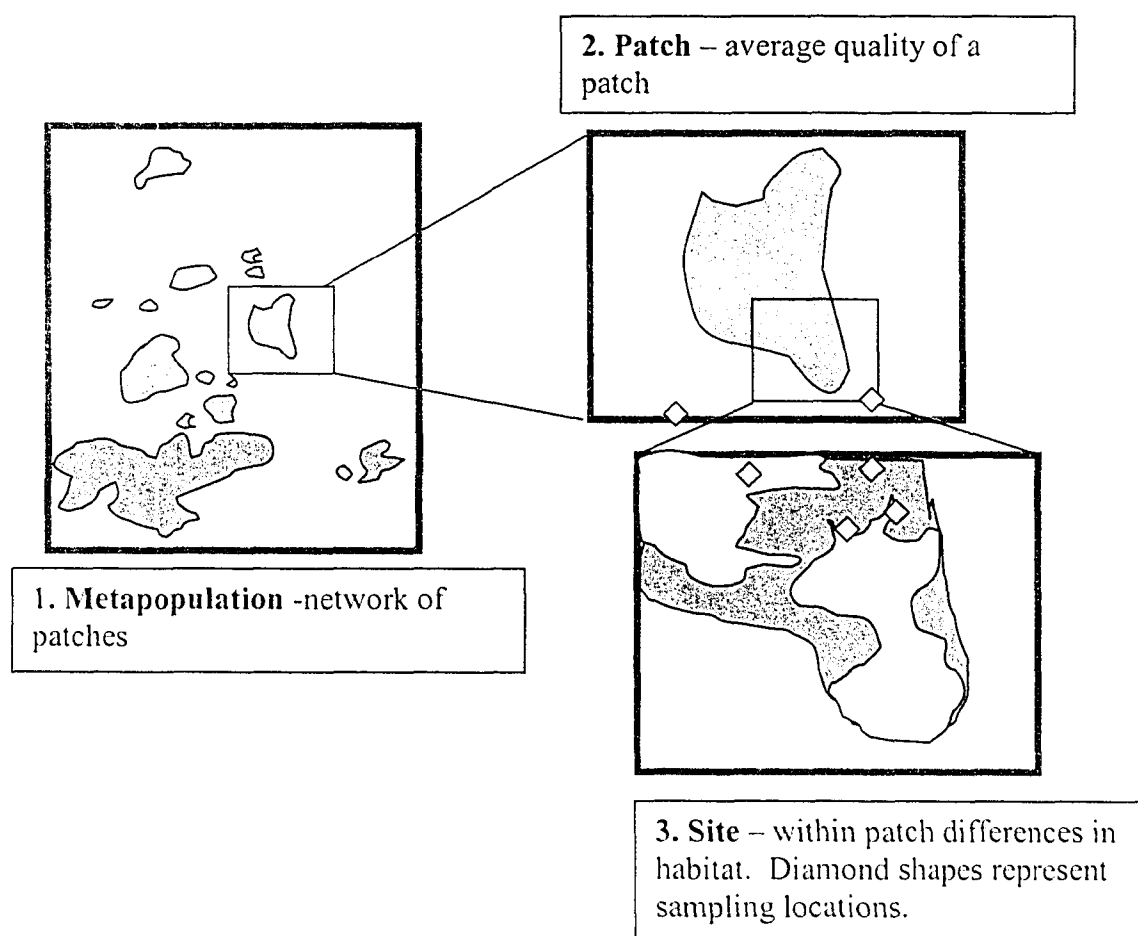 2. Patch – average quality of a
patch
1. Metapopulation -network of
patches
3. Site – within patch differences in
habitat. Diamond shapes represent
sampling locations.